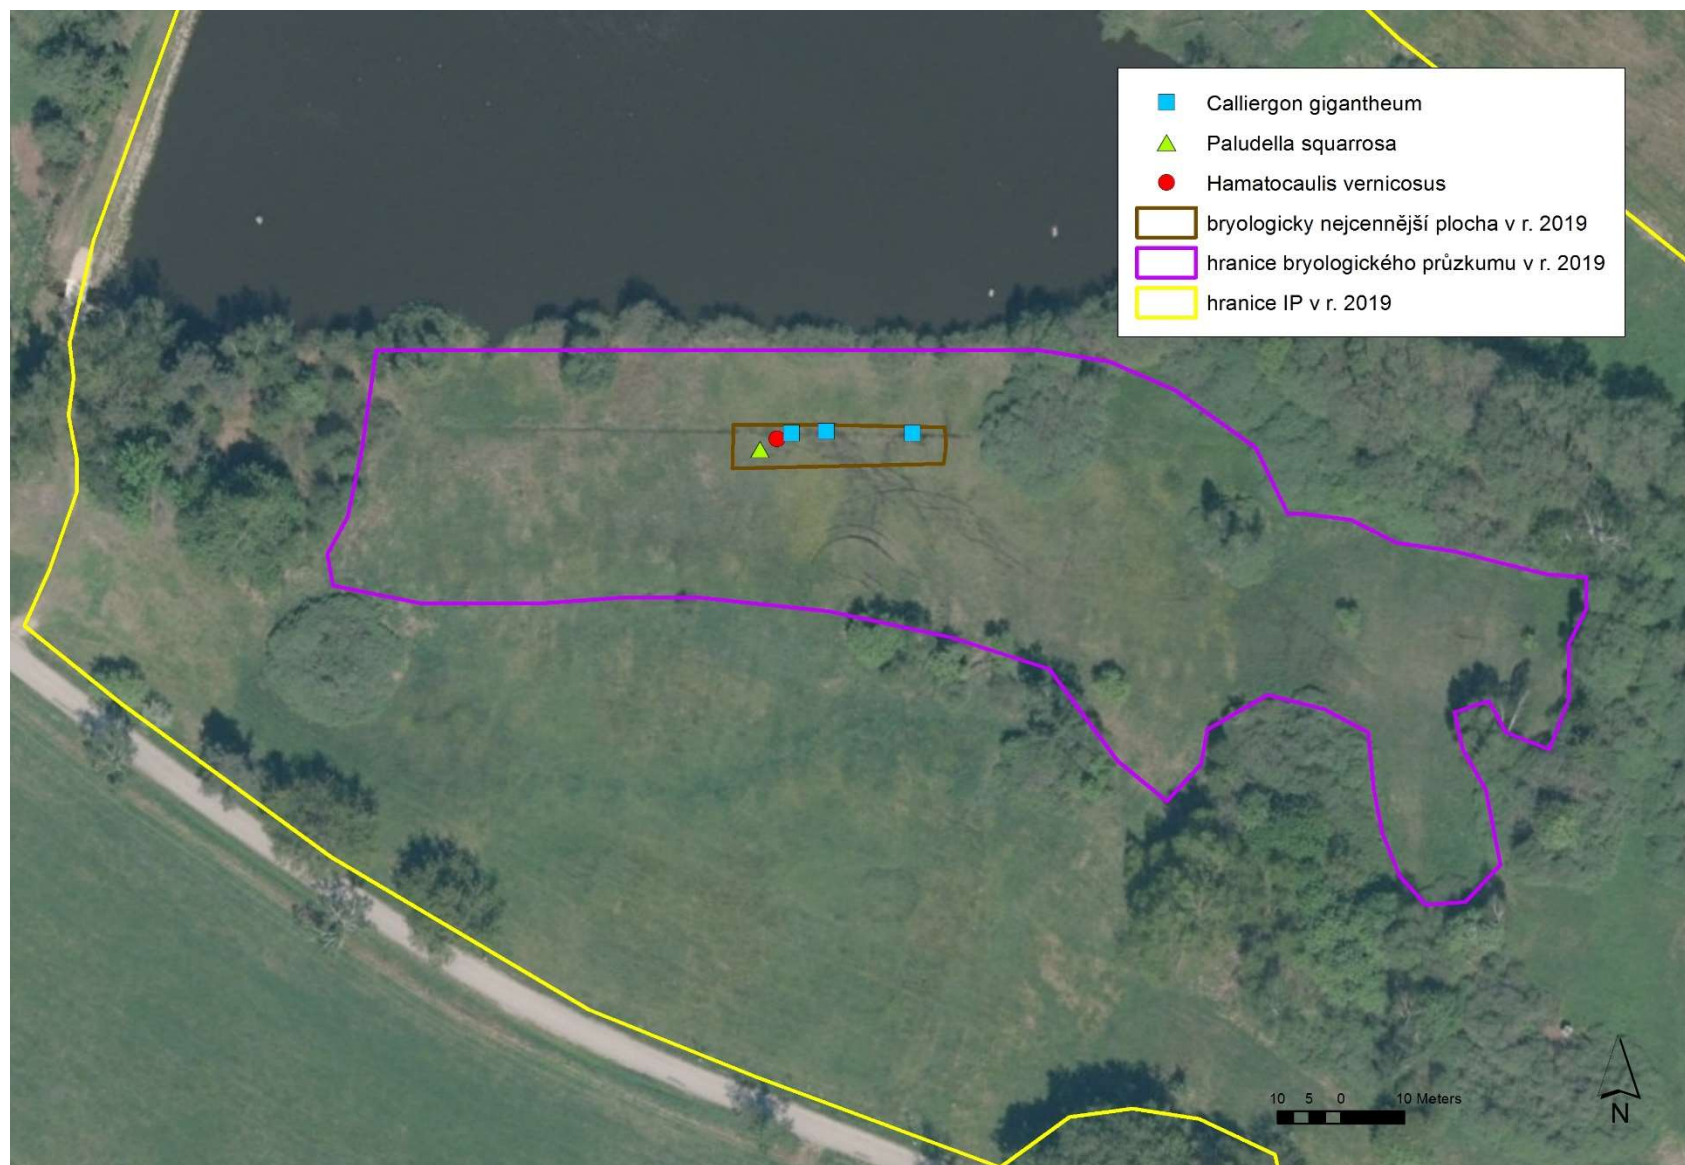 Calliergon gigantheum
Paludella squarrosa
Hamatocaulis vernicosus
bryologicky nejcennější plocha v r. 2019
hranice bryologického průzkumu v r. 2019
hranice IP v r. 2019
10 5 0 10 Meters
N